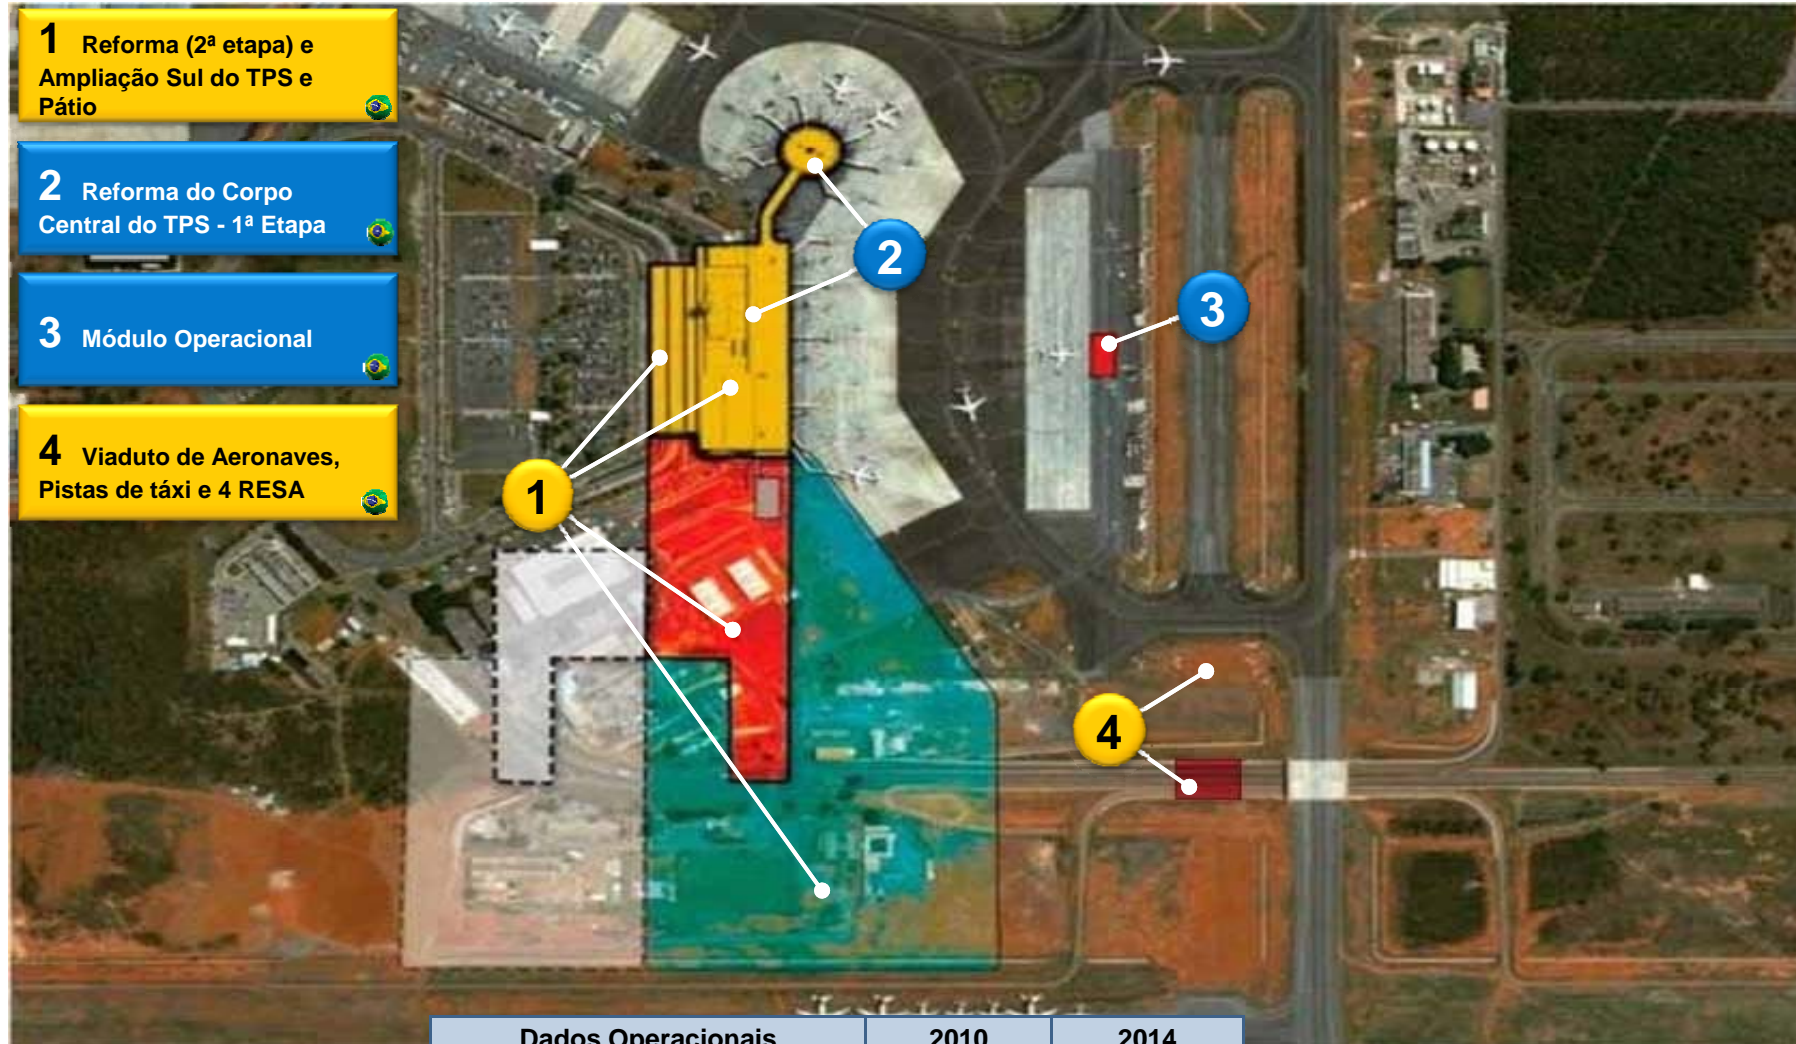 1 Reforma (2ª etapa) e
Ampliação Sul do TPS e
Pátio
2 Reforma do Corpo
Central do TPS - 1ª Etapa
3 Módulo Operacional
4 Viaduto de Aeronaves,
Pistas de táxi e 4 RESA
2
3
1
4
Dados Operacionais 2010 2014